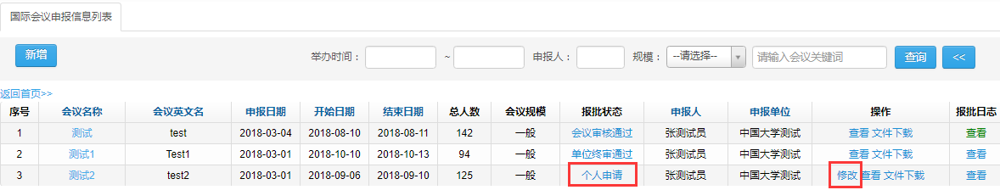 国际会议申报信息列表
新增 举办时间： ~ 申报人： 规模： --请选择-- 请输入会议关键词 查询 <<
返回首页>>
序号 会议名称 会议英文名 申报日期 开始日期 结束日期 总人数 会议规模 报批状态 申报人 申报单位 操作 报批日志
1 测试 test 2018-03-04 2018-08-10 2018-08-11 142 一般 会议审核通过 张测试员 中国大学测试 查看 文件下载 查看
2 测试1 Test1 2018-03-01 2018-10-10 2018-10-13 94 一般 单位终审通过 张测试员 中国大学测试 查看 文件下载 查看
3 测试2 test2 2018-03-01 2018-09-06 2018-09-10 125 一般 个人申请 张测试员 中国大学测试 修改 查看 文件下载 查看